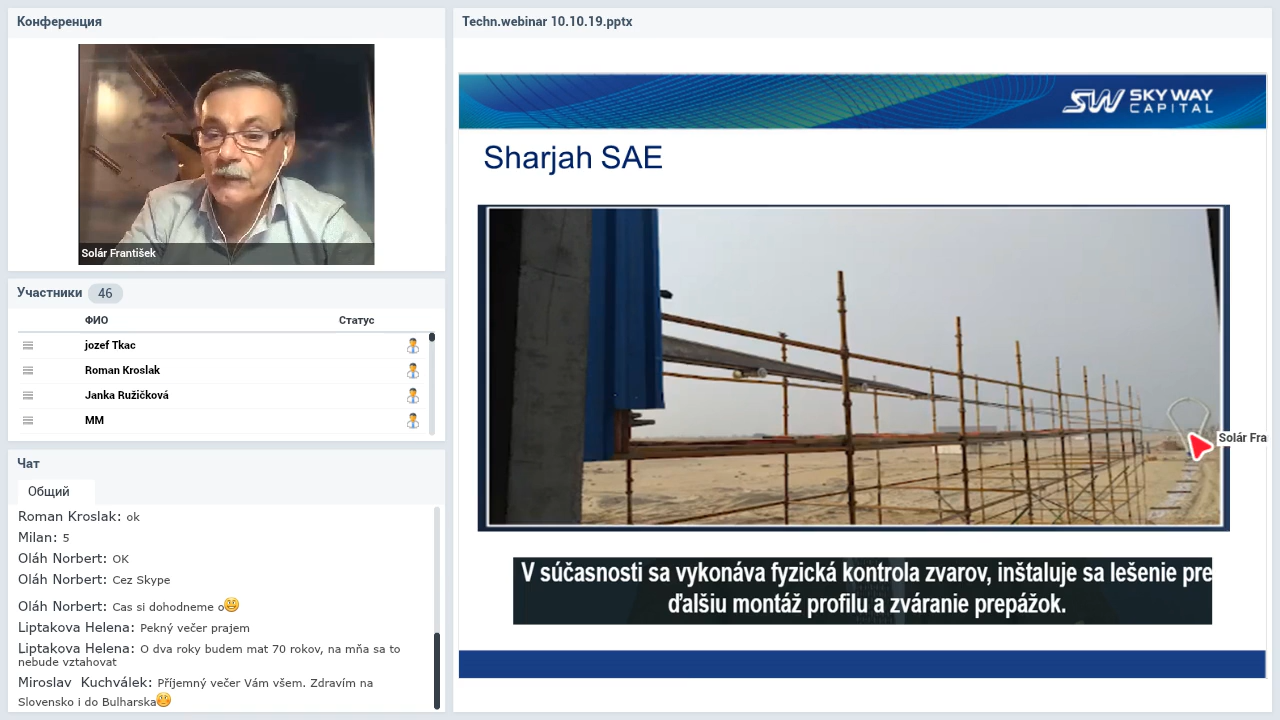 Конференция
Solár František
Участники 46
ФИО Статус
jozef Tkac
Roman Kroslak
Janka Ružičková
MM
Чат
Общий
Roman Kroslak: ok
Milan: 5
Oláh Norbert: OK
Oláh Norbert: Cez Skype
Oláh Norbert: Cas si dohodneme o
Liptakova Helena: Pekný večer prajem
Liptakova Helena: O dva roky budem mat 70 rokov, na mňa sa to
nebude vztahovat
Miroslav Kuchválek: Příjemný večer Vám všem. Zdravím na
Slovensko i do Bulharska
Techn.webinar 10.10.19.pptx
SW SKY WAY
CAPITAL
Sharjah SAE
Solár Fra
V súčasnosti sa vykonáva fyzická kontrola zvarov, inštaluje sa lešenie pre
ďalšiu montáž profilu a zváranie prepážok.